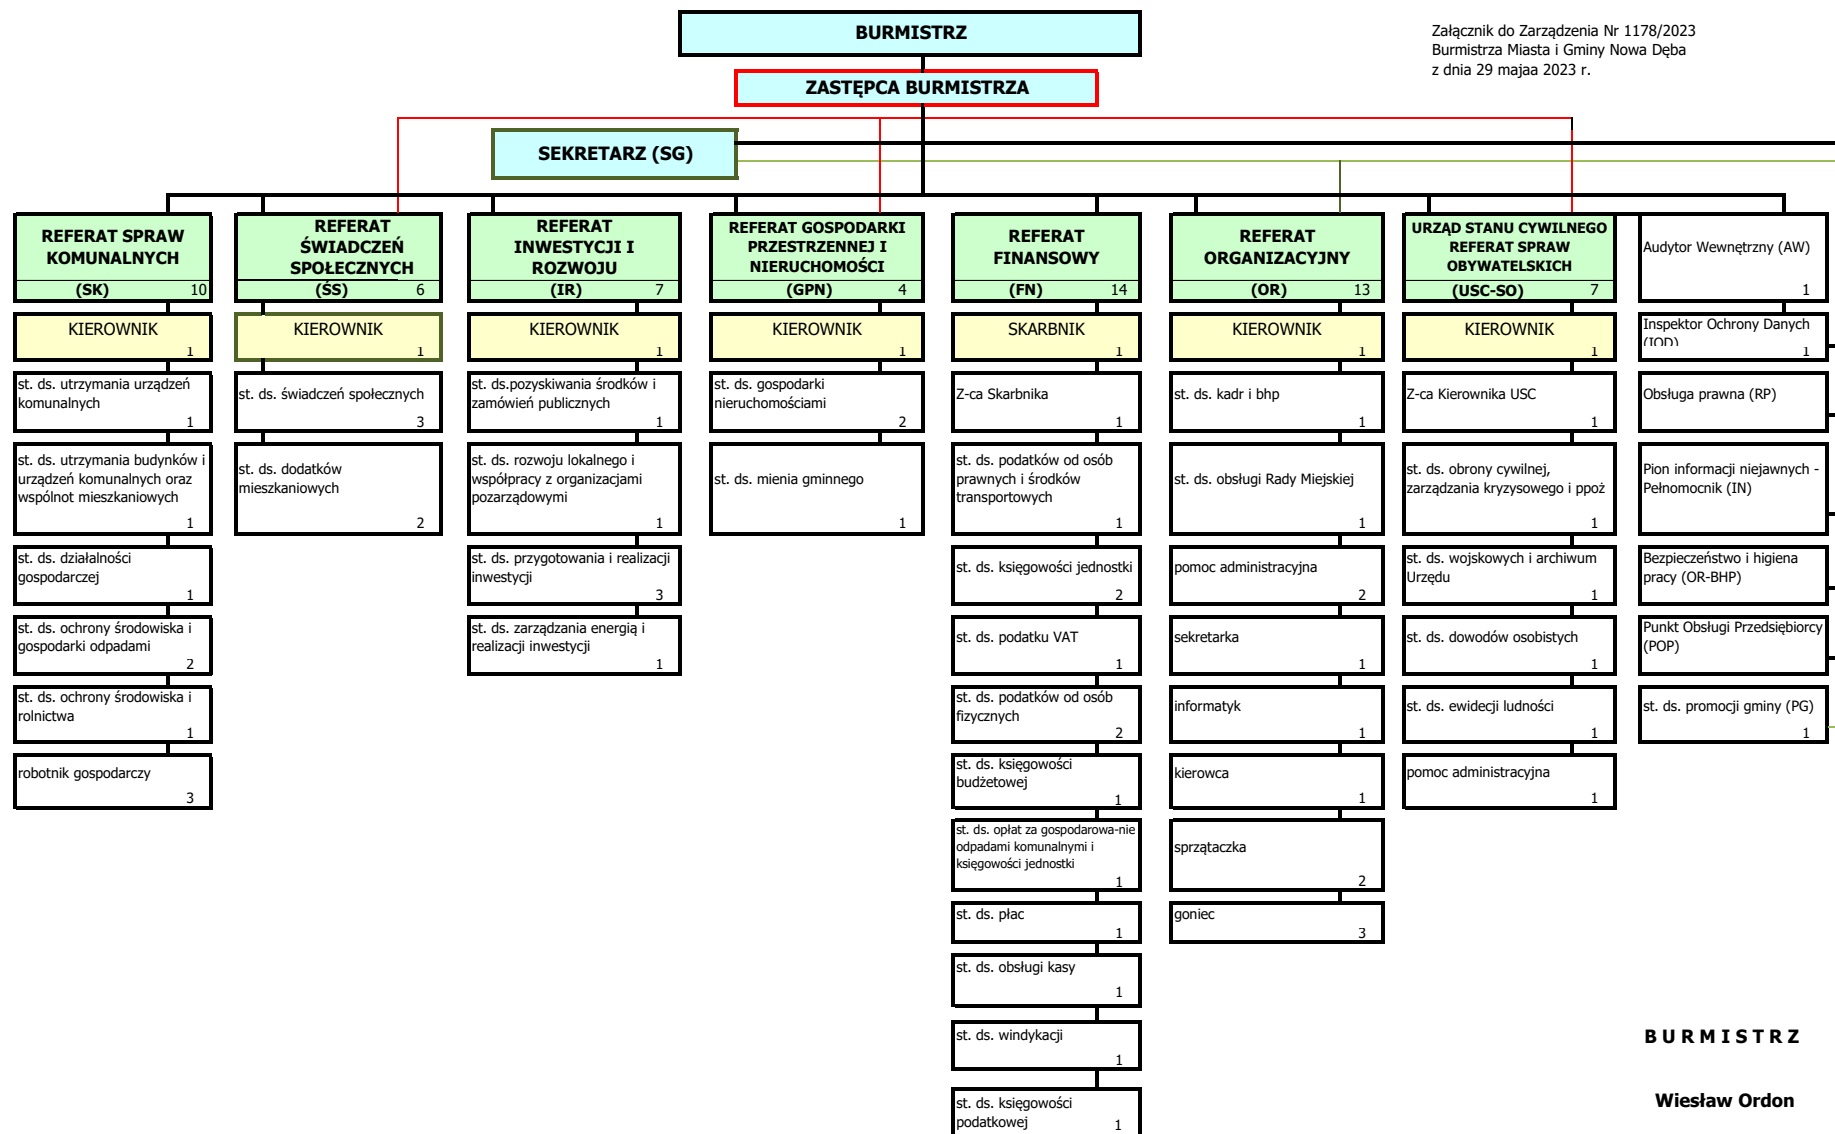 BURMISTRZ
Załącznik do Zarządzenia Nr 1178/2023
Burmistrza Miasta i Gminy Nowa Dęba
z dnia 29 majaa 2023 r.
ZASTĘPCA BURMISTRZA
SEKRETARZ (SG)
REFERAT SPRAW
KOMUNALNYCH
(SK) 10
KIEROWNIK
1
st. ds. utrzymania urządzeń
komunalnych
1
st. ds. utrzymania budynków i
urządzeń komunalnych oraz
wspólnot mieszkaniowych
1
st. ds. działalności
gospodarczej
1
st. ds. ochrony środowiska i
gospodarki odpadami
2
st. ds. ochrony środowiska i
rolnictwa
1
robotnik gospodarczy
3
REFERAT
ŚWIADCZEŃ
SPOŁECZNYCH
(ŚS) 6
KIEROWNIK
1
st. ds. świadczeń społecznych
3
st. ds. dodatków
mieszkaniowych
2
REFERAT
INWESTYCJI I
ROZWOJU
(IR) 7
KIEROWNIK
1
st. ds.pozyskiwania środków i
zamówień publicznych
1
st. ds. rozwoju lokalnego i
współpracy z organizacjami
pozarządowymi
1
st. ds. przygotowania i realizacji
inwestycji
3
st. ds. zarządzania energią i
realizacji inwestycji
1
REFERAT GOSPODARKI
PRZESTRZENNEJ I
NIERUCHOMOŚCI
(GPN) 4
KIEROWNIK
1
st. ds. gospodarki
nieruchomościami
2
st. ds. mienia gminnego
1
REFERAT
FINANSOWY
(FN) 14
SKARBNIK
1
Z-ca Skarbnika
1
st. ds. podatków od osób
prawnych i środków
transportowych
1
st. ds. księgowości jednostki
2
st. ds. podatku VAT
1
st. ds. podatków od osób
fizycznych
2
st. ds. księgowości
budżetowej
1
st. ds. opłat za gospodarowa-nie
odpadami komunalnymi i
księgowości jednostki
1
st. ds. płac
1
st. ds. obsługi kasy
1
st. ds. windykacji
1
st. ds. księgowości
podatkowej
1
REFERAT
ORGANIZACYJNY
(OR) 13
KIEROWNIK
1
st. ds. kadr i bhp
1
st. ds. obsługi Rady Miejskiej
1
pomoc administracyjna
2
sekretarka
1
informatyk
1
kierowca
1
sprzątaczka
2
goniec
3
URZĄD STANU CYWILNEGO
REFERAT SPRAW
OBYWATELSKICH
(USC-SO) 7
KIEROWNIK
1
Z-ca Kierownika USC
1
st. ds. obrony cywilnej,
zarządzania kryzysowego i ppoż
1
st. ds. wojskowych i archiwum
Urzędu
1
st. ds. dowodów osobistych
1
st. ds. ewidecji ludności
1
pomoc administracyjna
1
Audytor Wewnętrzny (AW)
1
Inspektor Ochrony Danych
(IOD)
1
Obsługa prawna (RP)
Pion informacji niejawnych -
Pełnomocnik (IN)
Bezpieczeństwo i higiena
pracy (OR-BHP)
Punkt Obsługi Przedsiębiorcy
(POP)
st. ds. promocji gminy (PG)
1
B U R M I S T R Z
Wiesław Ordon